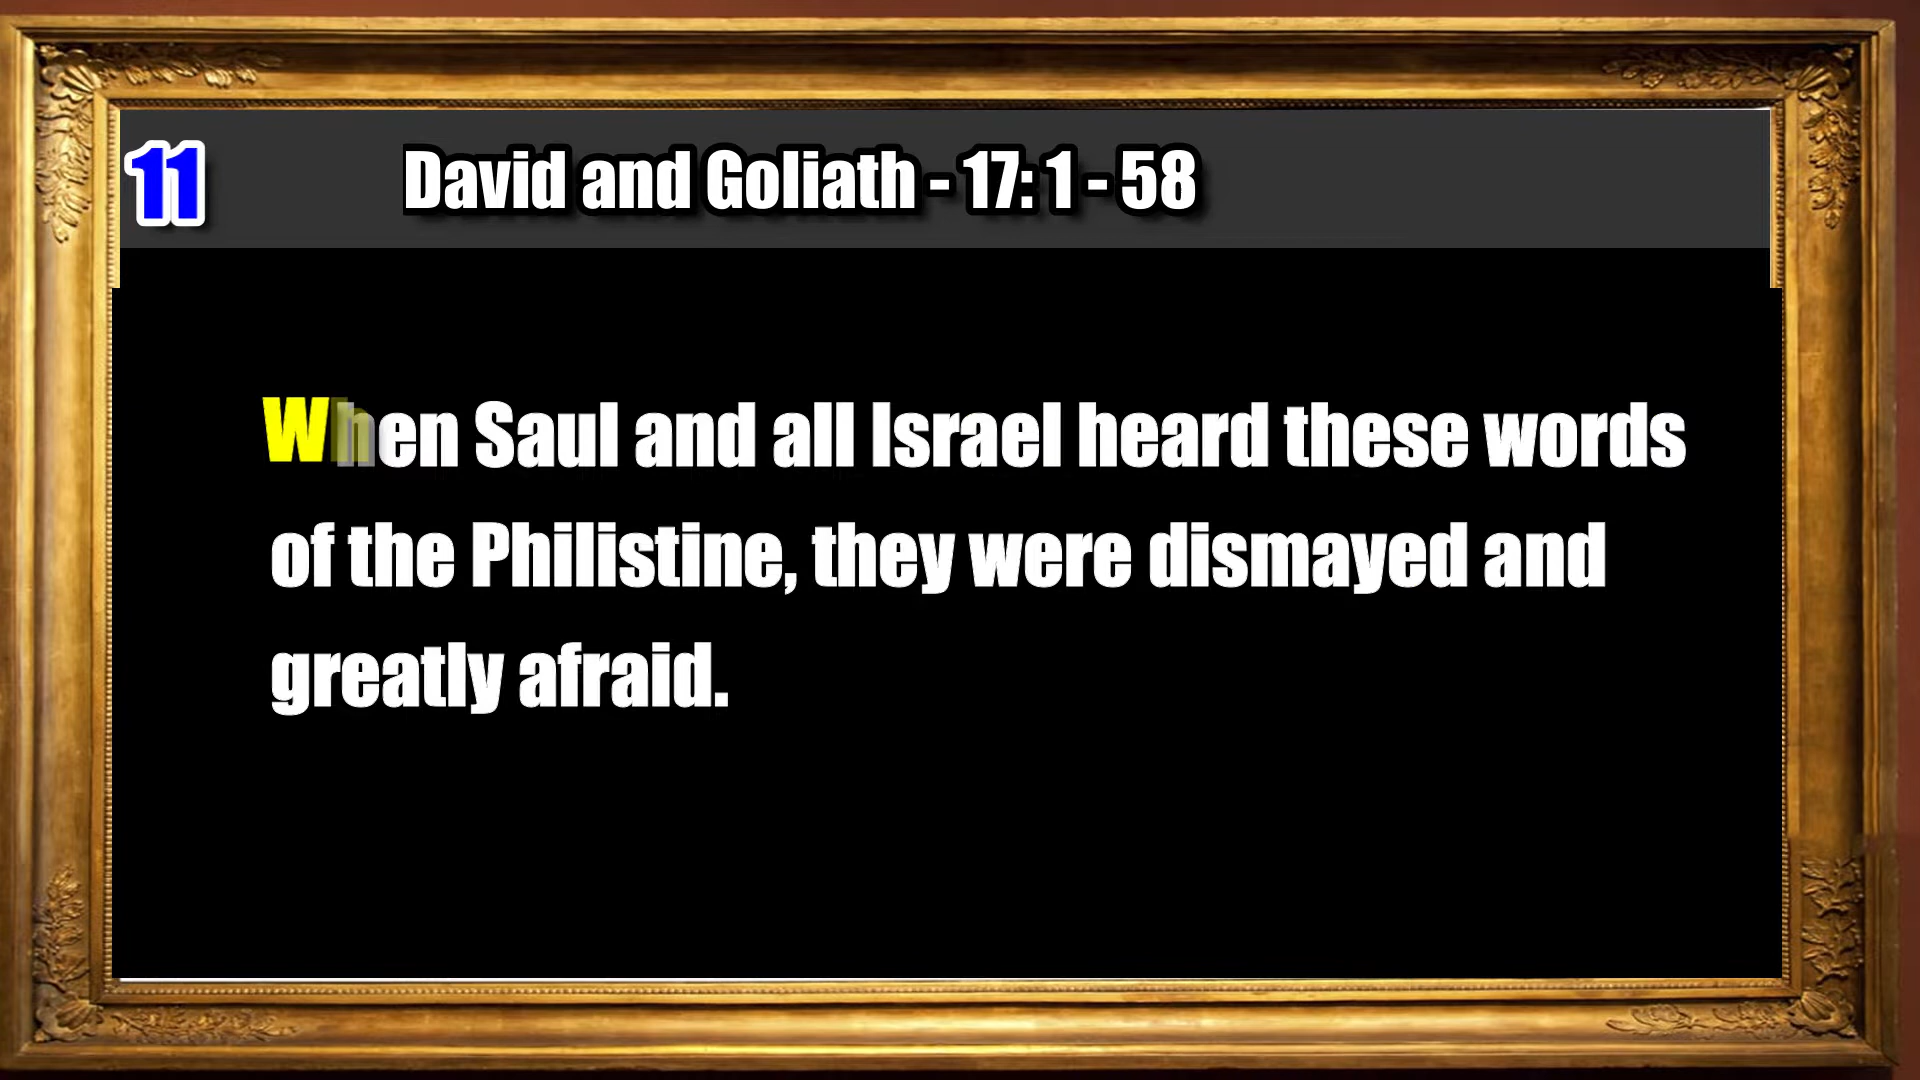 11 David and Goliath - 17: 1 - 58
When Saul and all Israel heard these words
of the Philistine, they were dismayed and
greatly afraid.